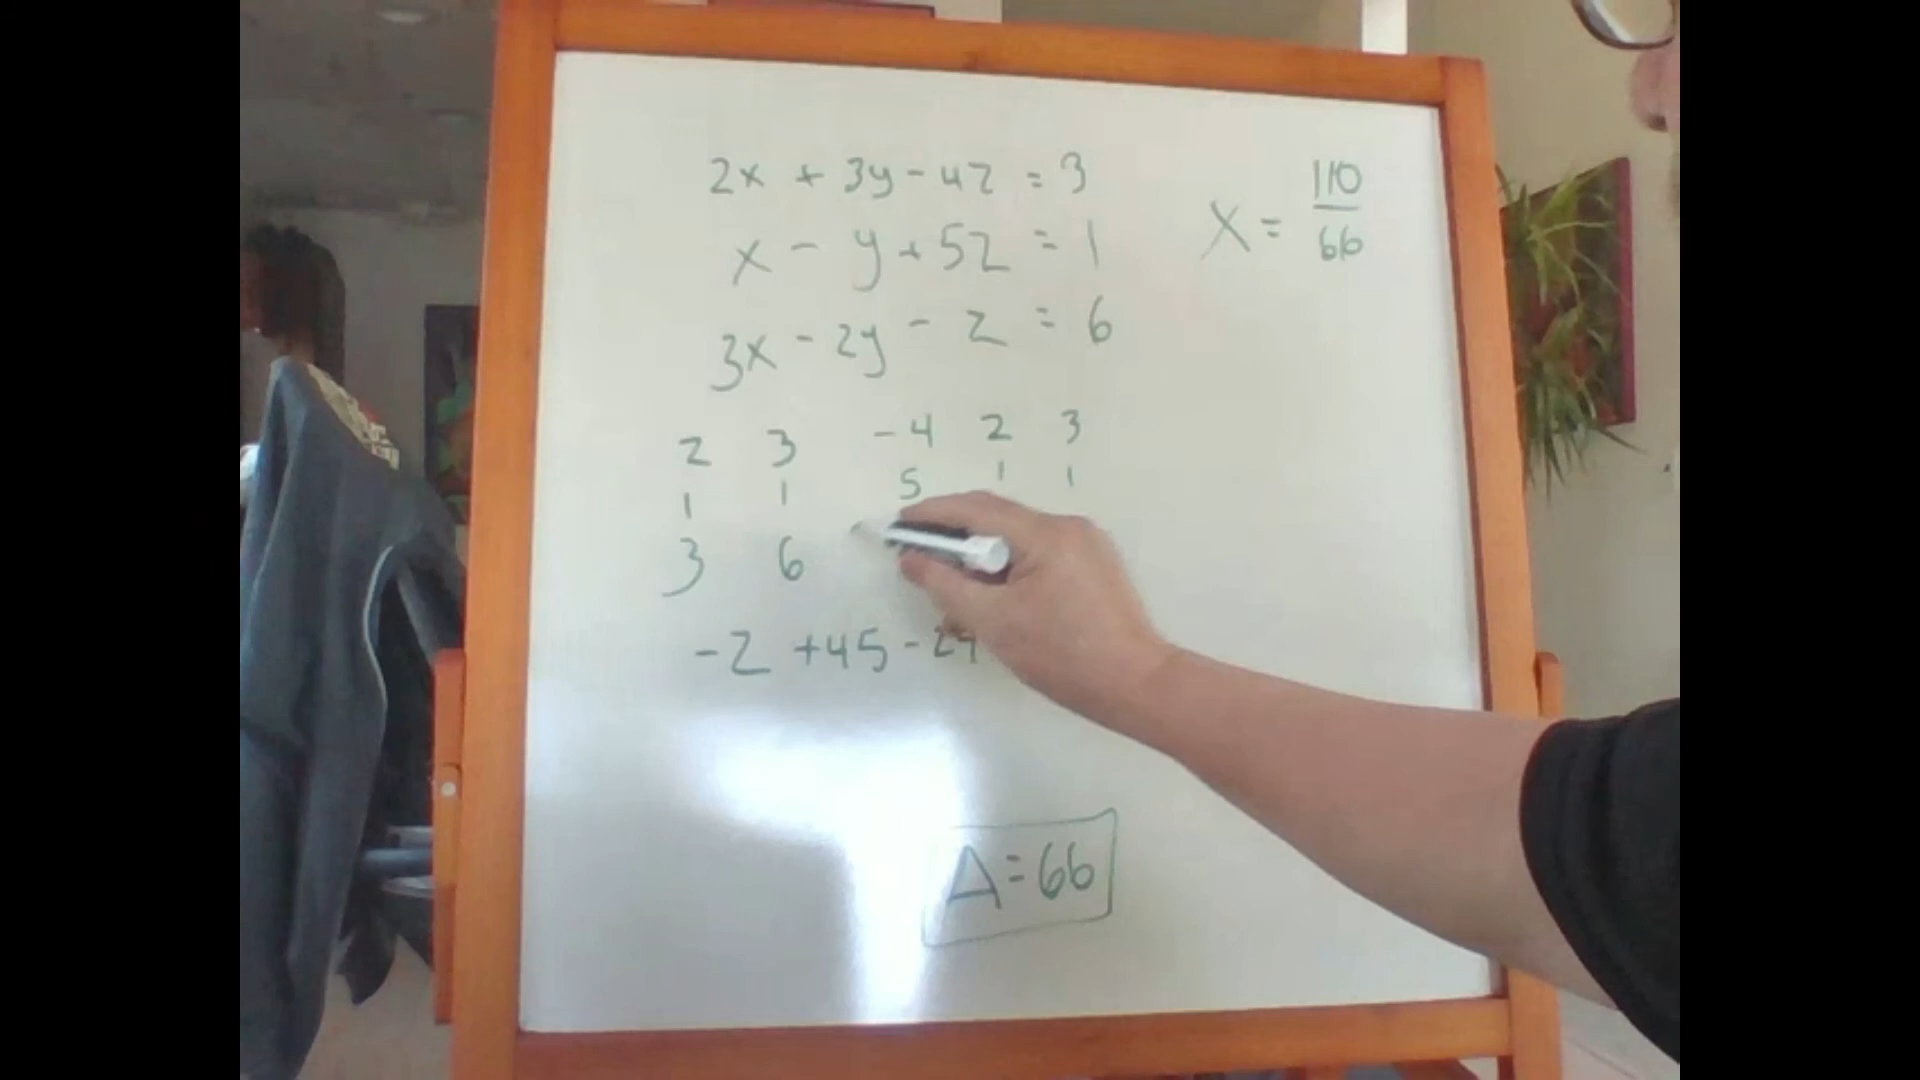 2x + 3y - 4z = 3
x - y + 5z = 1
3x - 2y - z = 6
x = 110/66
2 3 -4 2 3
1 1 5 1 1
3 6
-2 +45 -24
Δ = 66